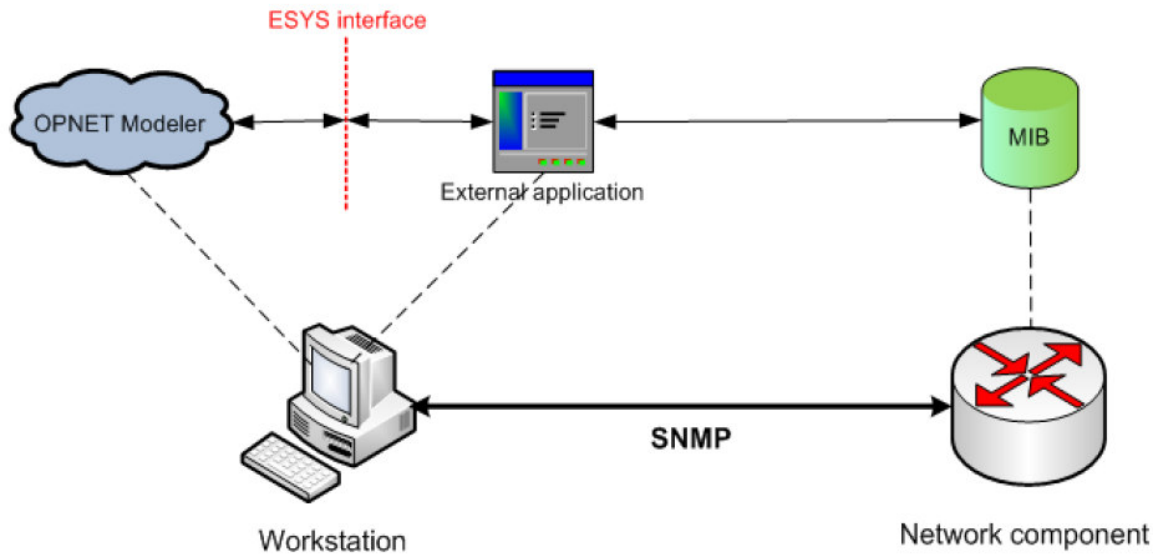 ESYS interface
OPNET Modeler
MIB
External application
SNMP
Workstation
Network component